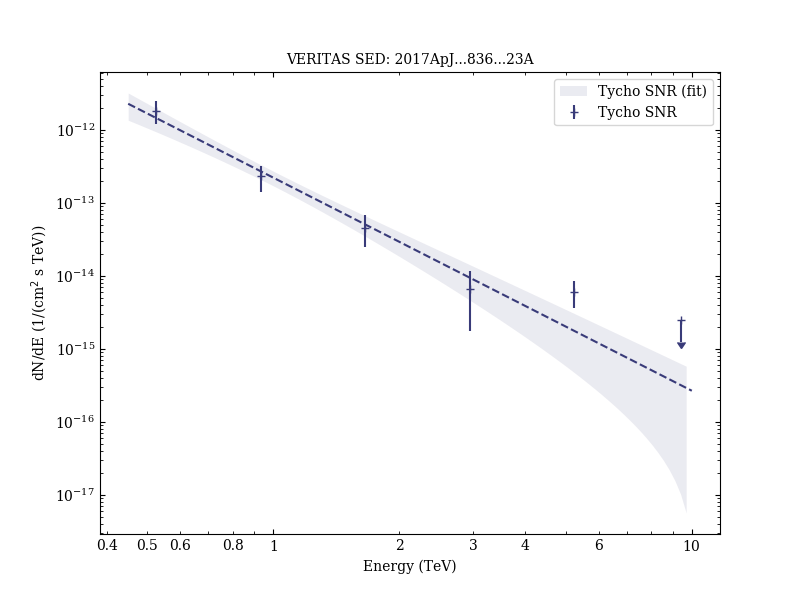 VERITAS SED: 2017ApJ...836...23A
Tycho SNR (fit)
Tycho SNR
dN/dE (1/(cm² s TeV))
10⁻¹²
10⁻¹³
10⁻¹⁴
10⁻¹⁵
10⁻¹⁶
10⁻¹⁷
0.4 0.5 0.6 0.8 1 2 3 4 6 10
Energy (TeV)